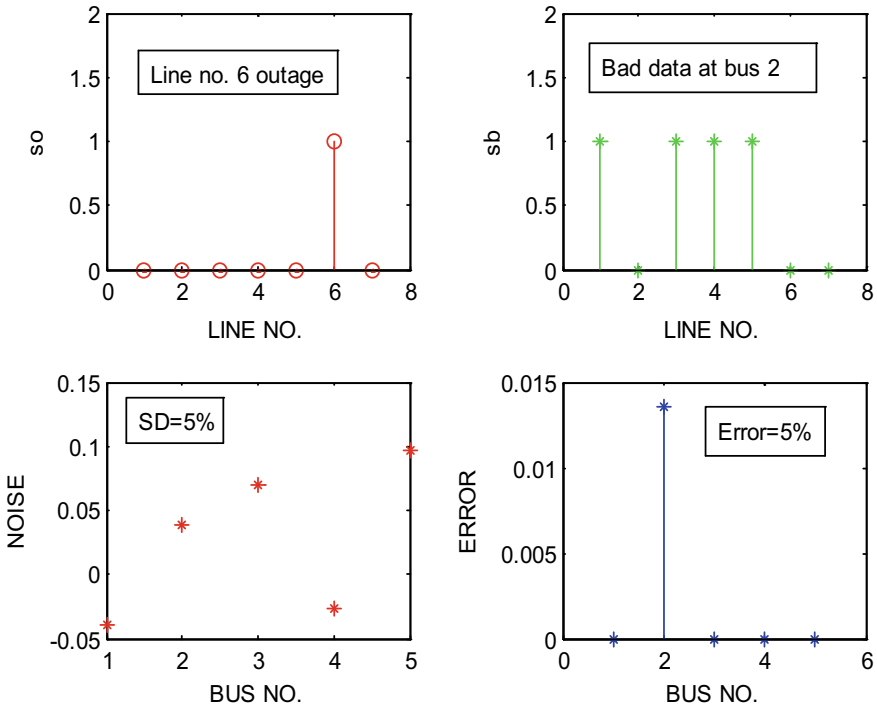 2
1.5
1
0.5
0
so
Line no. 6 outage
0 2 4 6 8
LINE NO.
2
1.5
1
0.5
0
sb
Bad data at bus 2
0 2 4 6 8
LINE NO.
0.15
0.1
0.05
0
-0.05
NOISE
SD=5%
1 2 3 4 5
BUS NO.
0.015
0.01
0.005
0
ERROR
Error=5%
0 2 4 6
BUS NO.